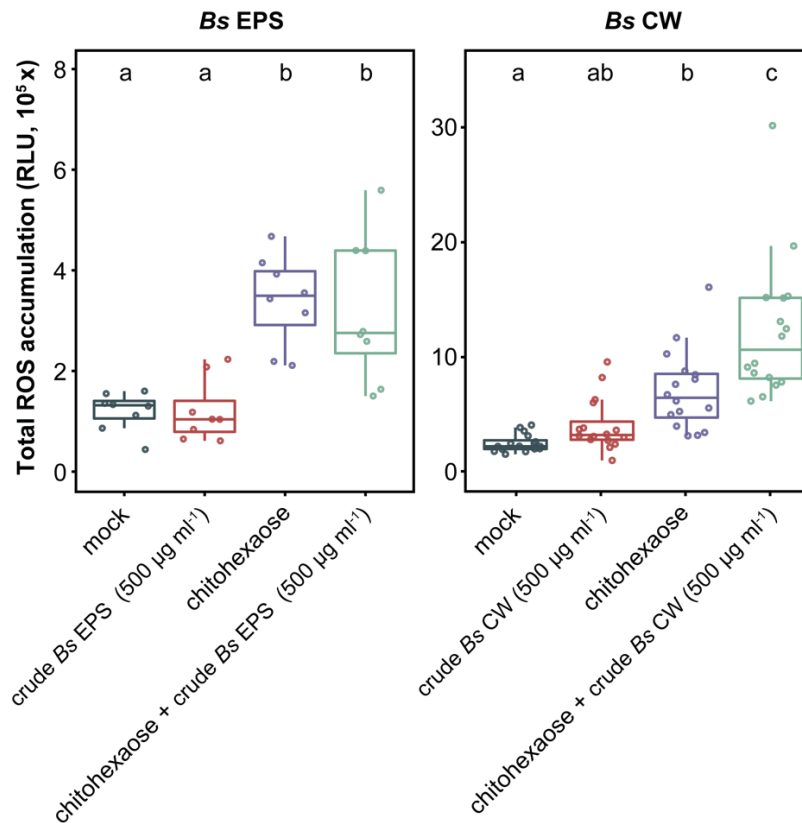 Bs EPS
Bs CW
Total ROS accumulation (RLU, 10⁵ x)
8
6
4
2
0
a a b b
30
20
10
0
a ab b c
mock
crude Bs EPS (500 µg ml⁻¹)
chitohexaose
chitohexaose + crude Bs EPS (500 µg ml⁻¹)
mock
crude Bs CW (500 µg ml⁻¹)
chitohexaose
chitohexaose + crude Bs CW (500 µg ml⁻¹)